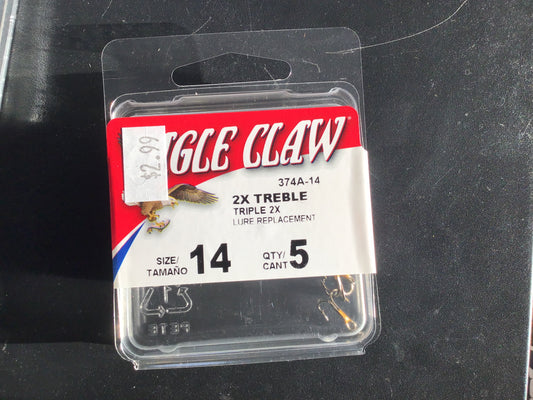 $2.99
GLE CLAW
374A-14
2X TREBLE
TRIPLE 2X
LURE REPLACEMENT
SIZE/ TAMAÑO 14 QTY/ CANT 5